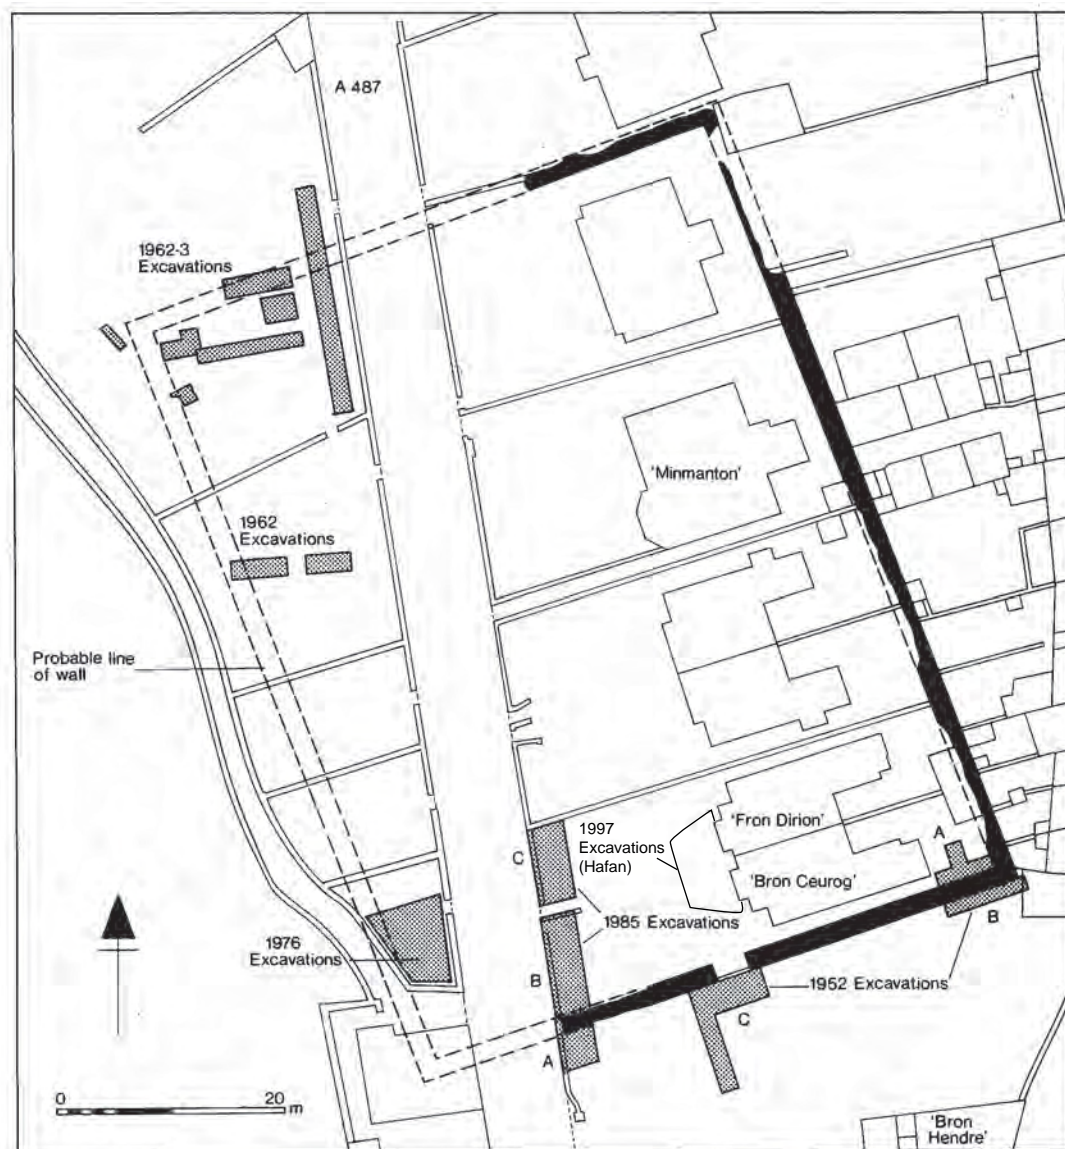 A 487
1962-3
Excavations
'Minmanton'
1962
Excavations
Probable line
of wall
1997
Excavations
(Hafan)
'Fron Dirion'
C
A
'Bron Ceurog'
B
1985 Excavations
1976
Excavations
B
1952 Excavations
C
A
0
20
m
'Bron
Hendre'